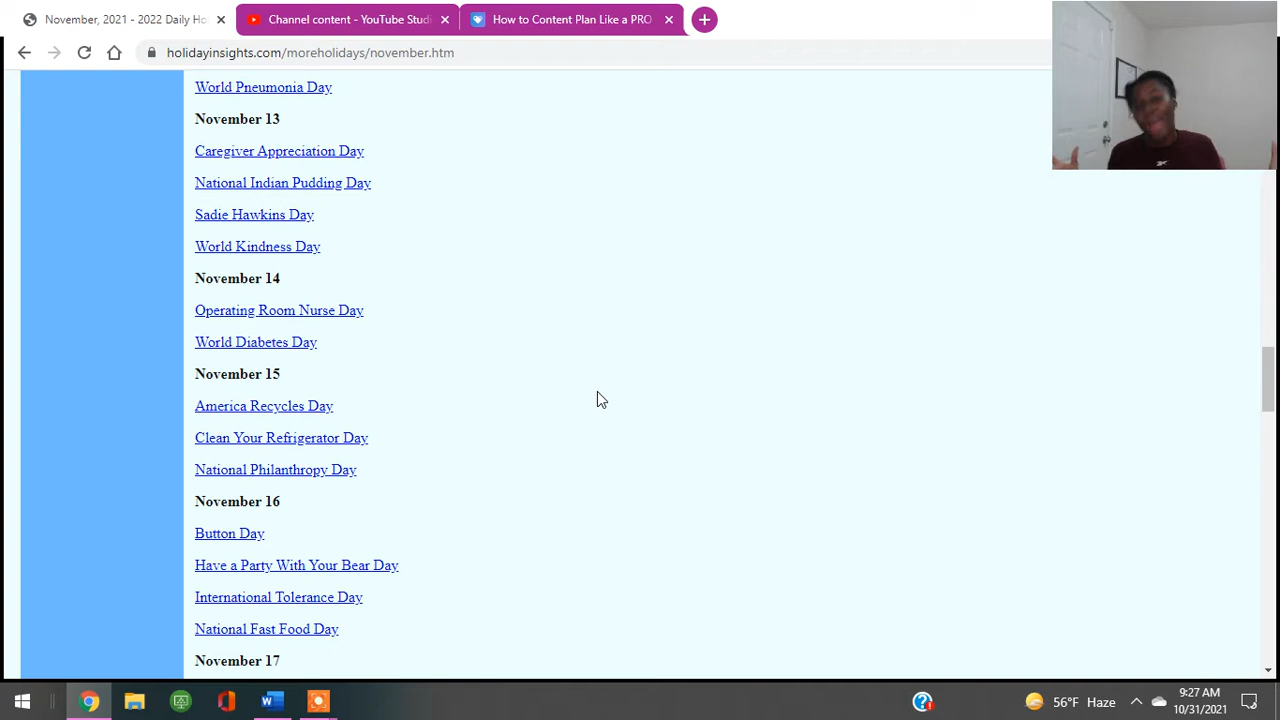 November, 2021 - 2022 Daily Ho
Channel content - YouTube Studi
How to Content Plan Like a PRO
holidayinsights.com/moreholidays/november.htm
World Pneumonia Day
November 13
Caregiver Appreciation Day
National Indian Pudding Day
Sadie Hawkins Day
World Kindness Day
November 14
Operating Room Nurse Day
World Diabetes Day
November 15
America Recycles Day
Clean Your Refrigerator Day
National Philanthropy Day
November 16
Button Day
Have a Party With Your Bear Day
International Tolerance Day
National Fast Food Day
November 17
56°F Haze
9:27 AM
10/31/2021